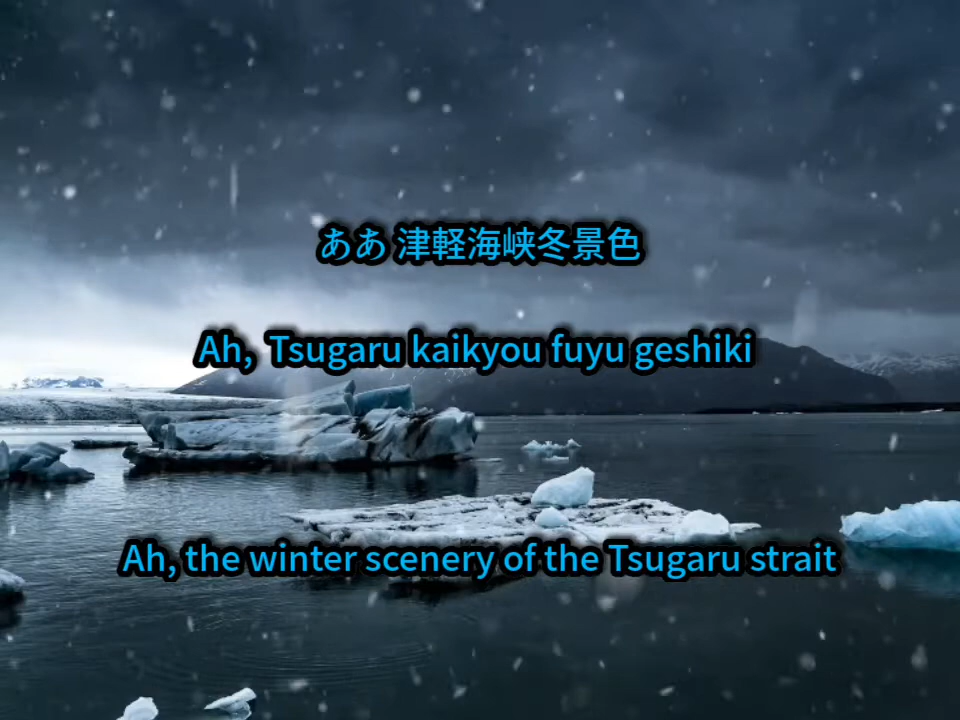 ああ 津軽海峡冬景色
Ah,  Tsugaru kaikyou fuyu geshiki
Ah, the winter scenery of the Tsugaru strait